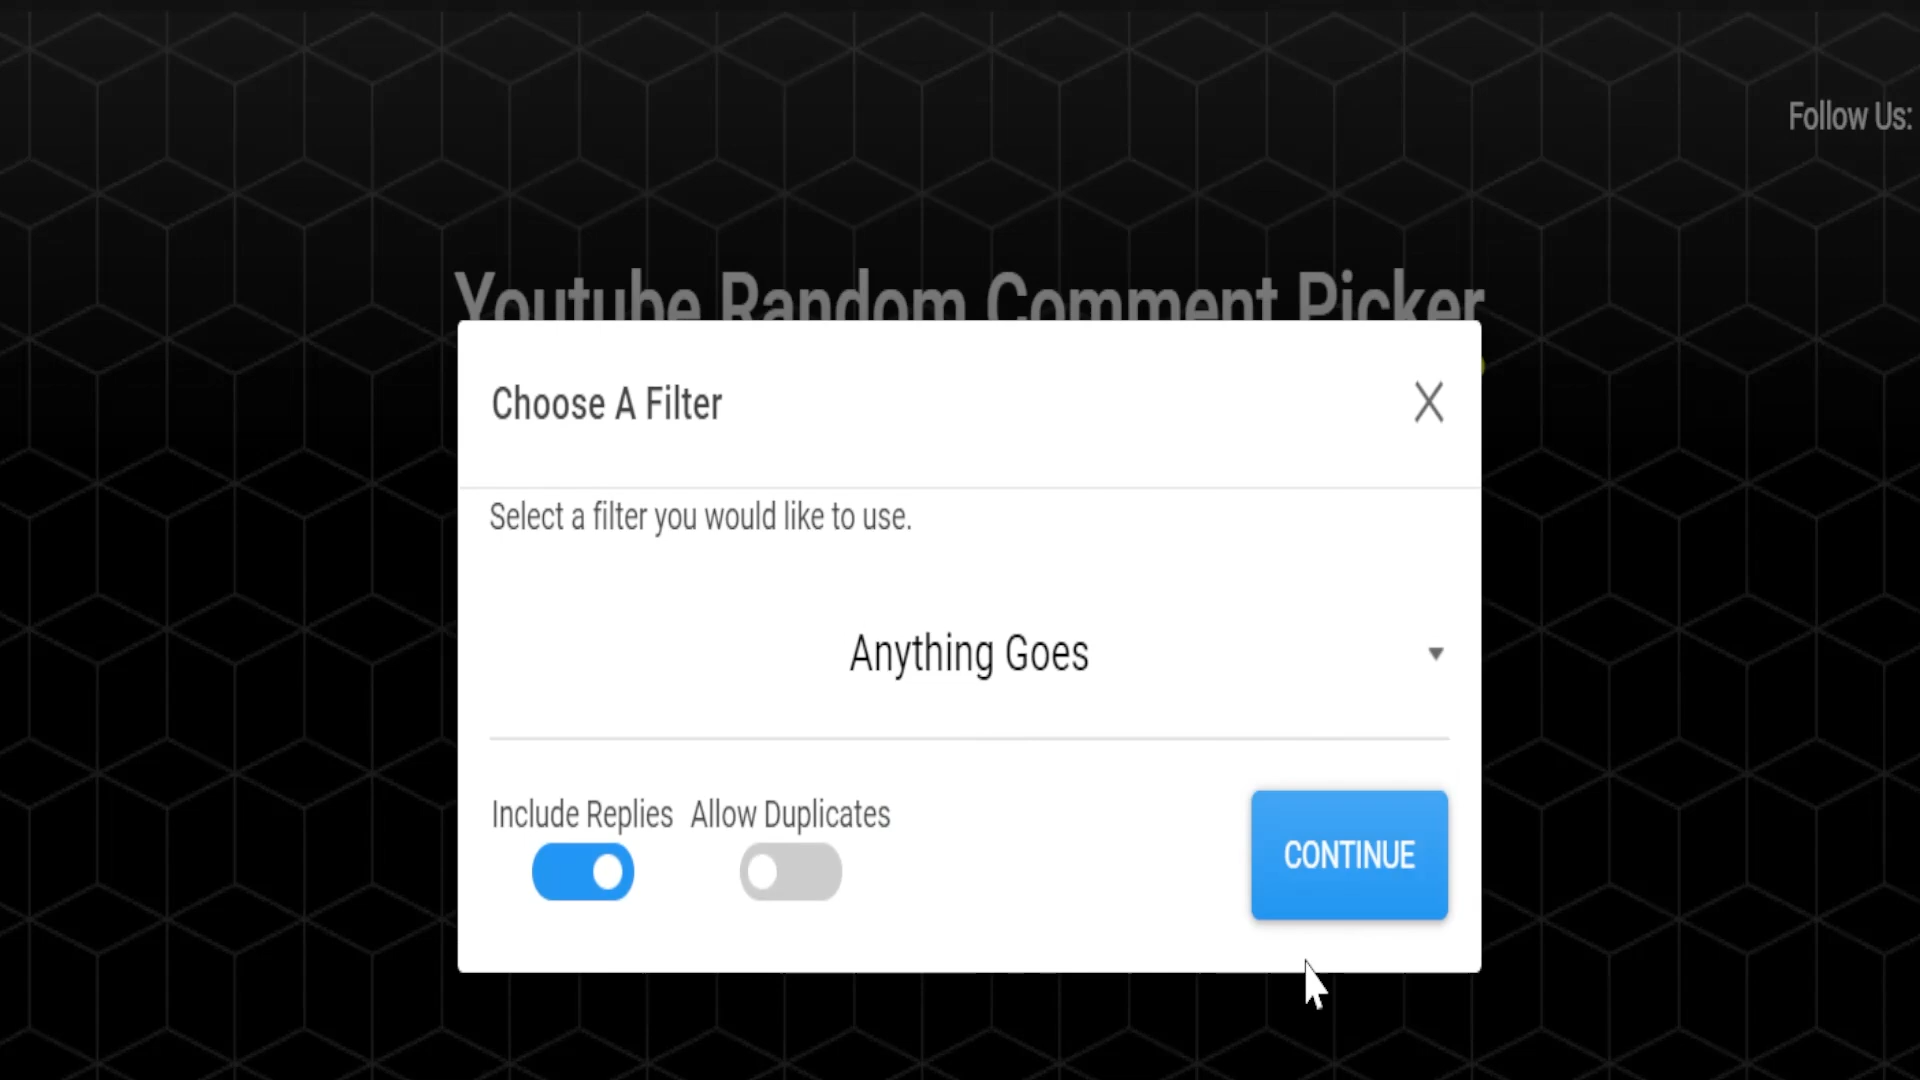 Follow Us:
Youtube Random Comment Picker
Choose A Filter
X
Select a filter you would like to use.
Anything Goes
Include Replies Allow Duplicates
CONTINUE